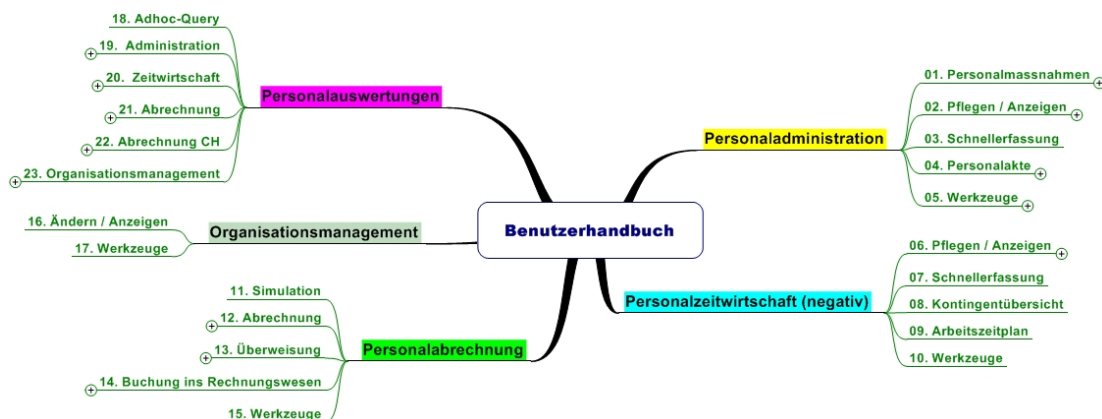 Benutzerhandbuch
Personaladministration
01. Personalmassnahmen
02. Pflegen / Anzeigen
03. Schnellerfassung
04. Personalakte
05. Werkzeuge
Personalzeitwirtschaft (negativ)
06. Pflegen / Anzeigen
07. Schnellerfassung
08. Kontingentübersicht
09. Arbeitszeitplan
10. Werkzeuge
Personalabrechnung
11. Simulation
12. Abrechnung
13. Überweisung
14. Buchung ins Rechnungswesen
15. Werkzeuge
Organisationsmanagement
16. Ändern / Anzeigen
17. Werkzeuge
Personalauswertungen
18. Adhoc-Query
19. Administration
20. Zeitwirtschaft
21. Abrechnung
22. Abrechnung CH
23. Organisationsmanagement